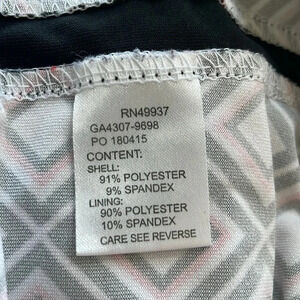 RN49937
GA4307-9698
PO 180415
CONTENT:
SHELL:
91% POLYESTER
9% SPANDEX
LINING:
90% POLYESTER
10% SPANDEX
CARE SEE REVERSE